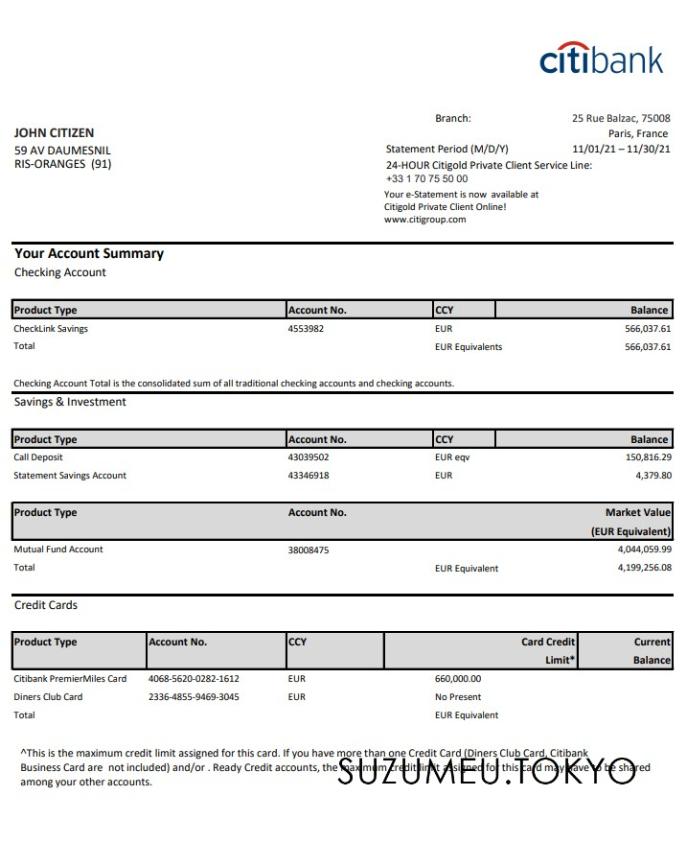 citibank
Branch: 25 Rue Balzac, 75008
JOHN CITIZEN Paris, France
59 AV DAUMESNIL Statement Period (M/D/Y) 11/01/21 – 11/30/21
RIS-ORANGES (91) 24-HOUR Citigold Private Client Service Line:
+33 1 70 75 50 00
Your e-Statement is now available at
Citigold Private Client Online!
www.citigroup.com
Your Account Summary
Checking Account
Product Type Account No. CCY Balance
CheckLink Savings 4553982 EUR 566,037.61
Total EUR Equivalents 566,037.61
Checking Account Total is the consolidated sum of all traditional checking accounts and checking accounts.
Savings & Investment
Product Type Account No. CCY Balance
Call Deposit 43039502 EUR eqv 150,816.29
Statement Savings Account 43346918 EUR 4,379.80
Product Type Account No. Market Value
(EUR Equivalent)
Mutual Fund Account 38008475 4,044,059.99
Total EUR Equivalent 4,199,256.08
Credit Cards
Product Type Account No. CCY Card Credit Current
Limit* Balance
Citibank PremierMiles Card 4068-5620-0282-1612 EUR 660,000.00
Diners Club Card 2336-4855-9469-3045 EUR No Present
Total EUR Equivalent
^This is the maximum credit limit assigned for this card. If you have more than one Credit Card (Diners Club Card, Citibank
Business Card are not included) and/or . Ready Credit accounts, the maximum credit limit assigned for this card may have to be shared
among your other accounts.
SUZUMEU.TOKYO